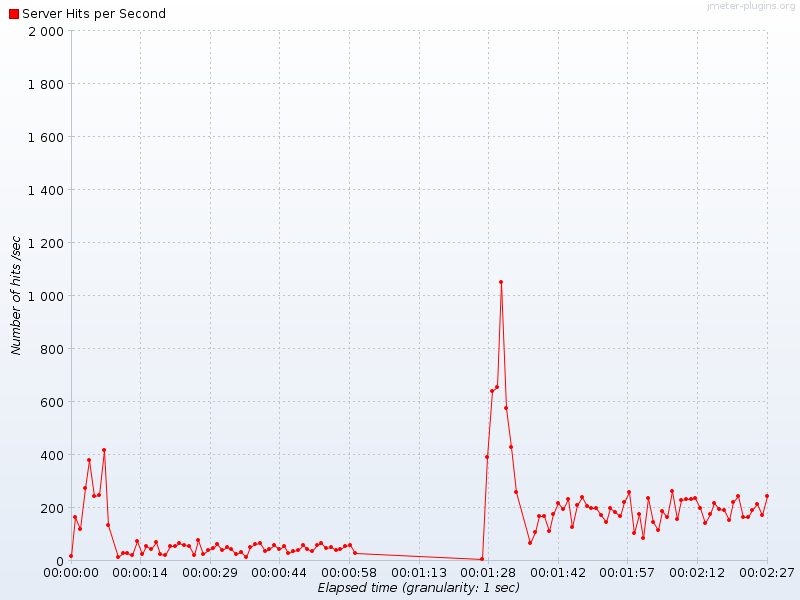 jmeter-plugins.org
Server Hits per Second
2 000
1 800
1 600
1 400
1 200
1 000
800
600
400
200
0
Number of hits /sec
00:00:00 00:00:14 00:00:29 00:00:44 00:00:58 00:01:13 00:01:28 00:01:42 00:01:57 00:02:12 00:02:27
Elapsed time (granularity: 1 sec)